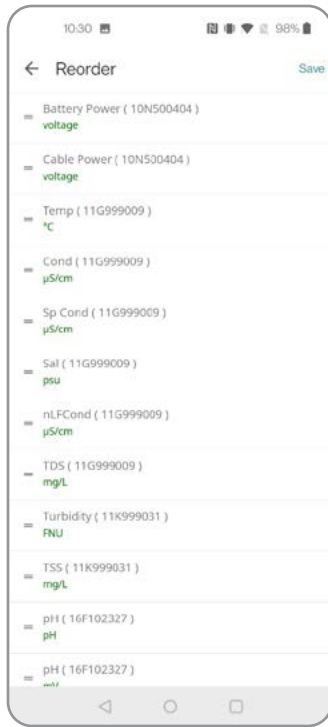 10:30
98%
Reorder
Save
Battery Power ( 10N500404 )
voltage
Cable Power ( 10N500404 )
voltage
Temp ( 11G999009 )
°C
Cond ( 11G999009 )
µS/cm
Sp Cond ( 11G999009 )
µS/cm
Sal ( 11G999009 )
psu
nLFCond ( 11G999009 )
µS/cm
TDS ( 11G999009 )
mg/L
Turbidity ( 11K999031 )
FNU
TSS ( 11K999031 )
mg/L
pH ( 16F102327 )
pH
pH ( 16F102327 )
mV